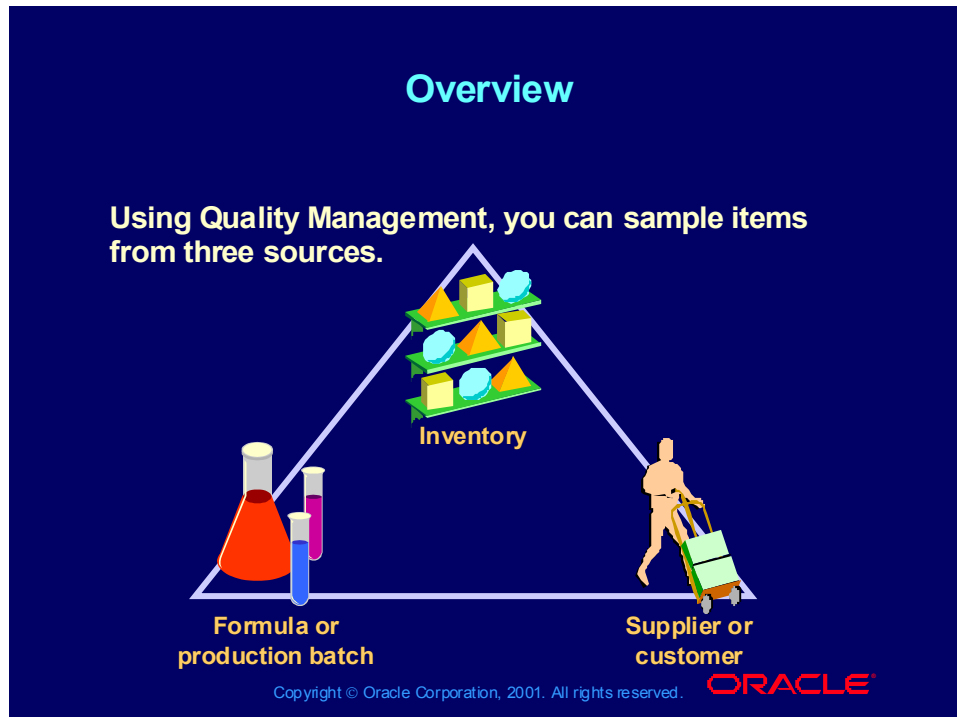 Overview
Using Quality Management, you can sample items
from three sources.
Inventory
Formula or
production batch
Supplier or
customer
Copyright © Oracle Corporation, 2001. All rights reserved.
ORACLE®